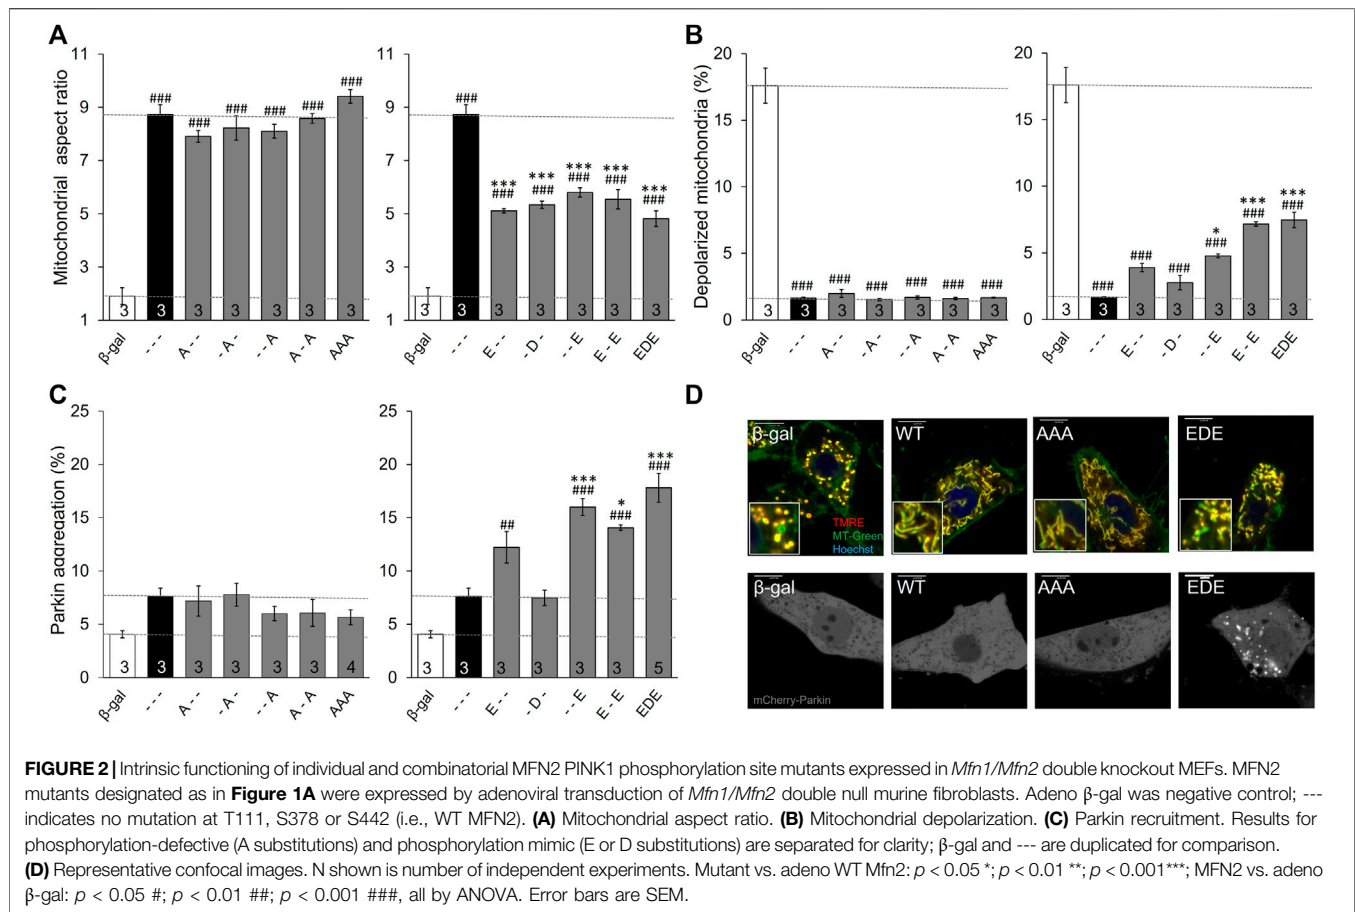 A
B
11
9
7
5
3
1
Mitochondrial aspect ratio
###
###
###
###
###
###
3 3 3 3 3 3 3
β-gal - - - A - - - A - - - A A - A AAA
11
9
7
5
3
1
###
***
###
***
###
***
###
***
###
***
###
3 3 3 3 3 3 3
β-gal - - - E - - - D - - - E E - E EDE
20
15
10
5
0
Depolarized mitochondria (%)
###
###
###
###
###
###
3 3 3 3 3 3 3
β-gal - - - A - - - A - - - A A - A AAA
20
15
10
5
0
###
###
###
*
###
***
###
***
###
3 3 3 3 3 3 3
β-gal - - - E - - - D - - - E E - E EDE
C
D
25
20
15
10
5
0
Parkin aggregation (%)
3 3 3 3 3 3 4
β-gal - - - A - - - A - - - A A - A AAA
25
20
15
10
5
0
##
***
###
*
###
***
###
3 3 3 3 3 3 5
β-gal - - - E - - - D - - - E E - E EDE
β-gal WT AAA EDE
TMRE
MT-Green
Hoechst
β-gal WT AAA EDE
mCherry-Parkin
FIGURE 2 | Intrinsic functioning of individual and combinatorial MFN2 PINK1 phosphorylation site mutants expressed in Mfn1/Mfn2 double knockout MEFs. MFN2
mutants designated as in Figure 1A were expressed by adenoviral transduction of Mfn1/Mfn2 double null murine fibroblasts. Adeno β-gal was negative control; ---
indicates no mutation at T111, S378 or S442 (i.e., WT MFN2). (A) Mitochondrial aspect ratio. (B) Mitochondrial depolarization. (C) Parkin recruitment. Results for
phosphorylation-defective (A substitutions) and phosphorylation mimic (E or D substitutions) are separated for clarity; β-gal and --- are duplicated for comparison.
(D) Representative confocal images. N shown is number of independent experiments. Mutant vs. adeno WT Mfn2: p < 0.05 *; p < 0.01 **; p < 0.001***; MFN2 vs. adeno
β-gal: p < 0.05 #; p < 0.01 ##; p < 0.001 ###, all by ANOVA. Error bars are SEM.